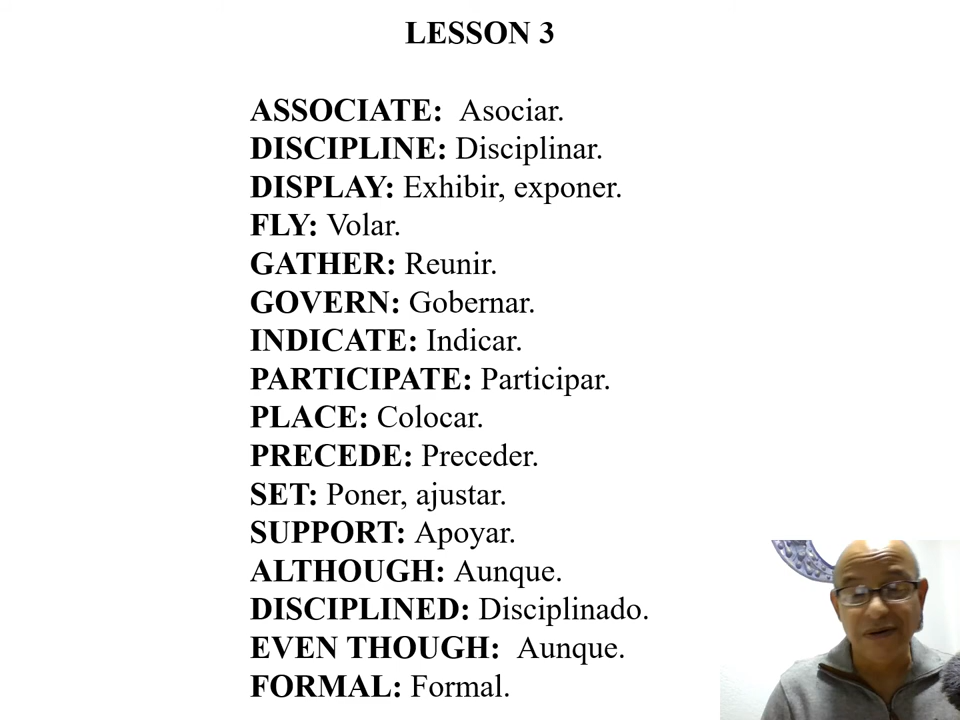 LESSON 3
ASSOCIATE: Asociar.
DISCIPLINE: Disciplinar.
DISPLAY: Exhibir, exponer.
FLY: Volar.
GATHER: Reunir.
GOVERN: Gobernar.
INDICATE: Indicar.
PARTICIPATE: Participar.
PLACE: Colocar.
PRECEDE: Preceder.
SET: Poner, ajustar.
SUPPORT: Apoyar.
ALTHOUGH: Aunque.
DISCIPLINED: Disciplinado.
EVEN THOUGH: Aunque.
FORMAL: Formal.